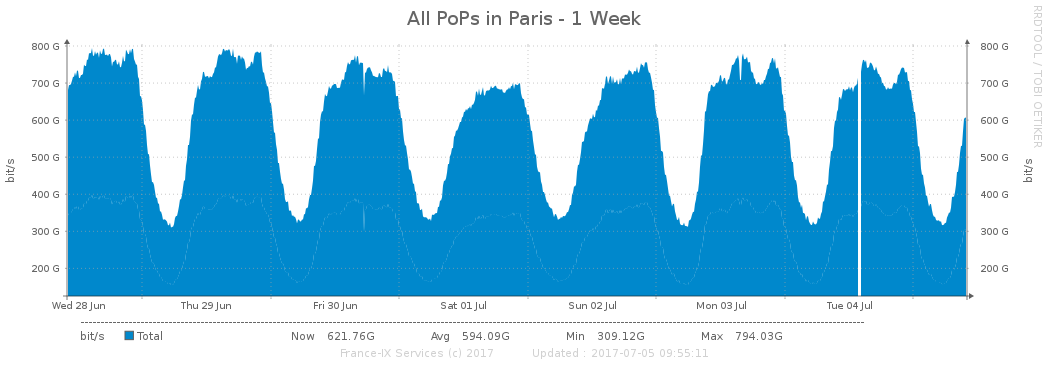 All PoPs in Paris - 1 Week
RRDTOOL / TOBI OETIKER
800 G 800 G
700 G 700 G
600 G 600 G
500 G 500 G
400 G 400 G
300 G 300 G
200 G 200 G
bit/s bit/s
Wed 28 Jun Thu 29 Jun Fri 30 Jun Sat 01 Jul Sun 02 Jul Mon 03 Jul Tue 04 Jul
bit/s Total Now 621.76G Avg 594.09G Min 309.12G Max 794.03G
France-IX Services (c) 2017 Updated : 2017-07-05 09:55:11